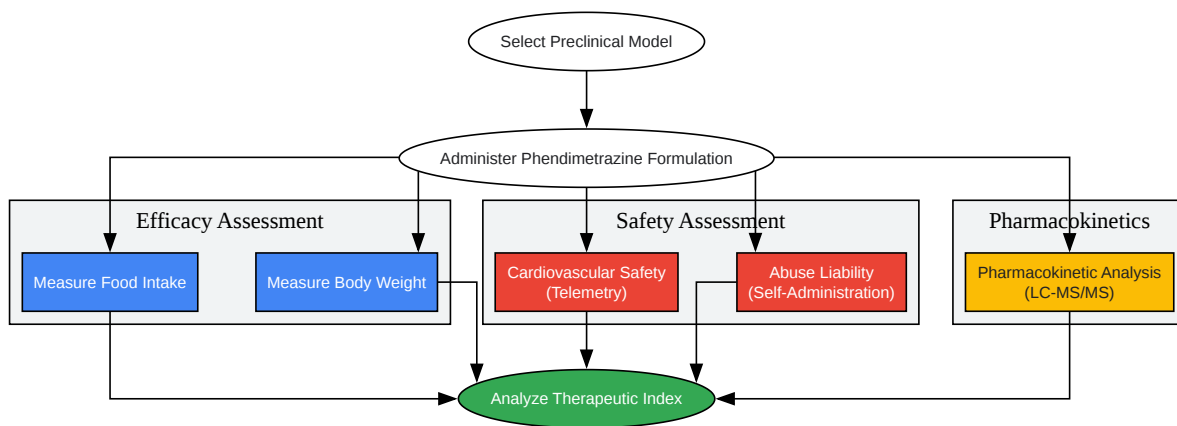 Select Preclinical Model
Administer Phendimetrazine Formulation
Efficacy Assessment
Measure Food Intake
Measure Body Weight
Safety Assessment
Cardiovascular Safety
(Telemetry)
Abuse Liability
(Self-Administration)
Pharmacokinetics
Pharmacokinetic Analysis
(LC-MS/MS)
Analyze Therapeutic Index